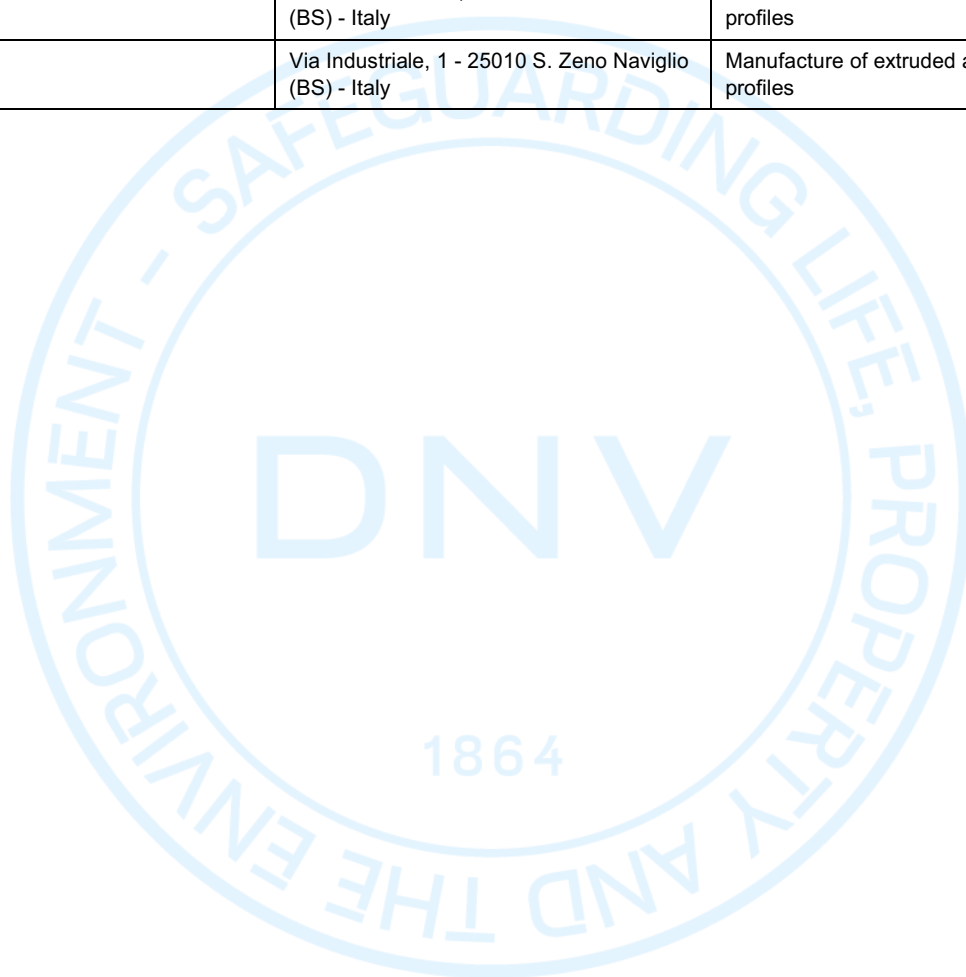 (BS) - Italy
profiles
Via Industriale, 1 - 25010 S. Zeno Naviglio
(BS) - Italy
Manufacture of extruded
profiles
SAFEGUARDING LIFE, PROPERTY AND THE ENVIRONMENT -
DNV
1864